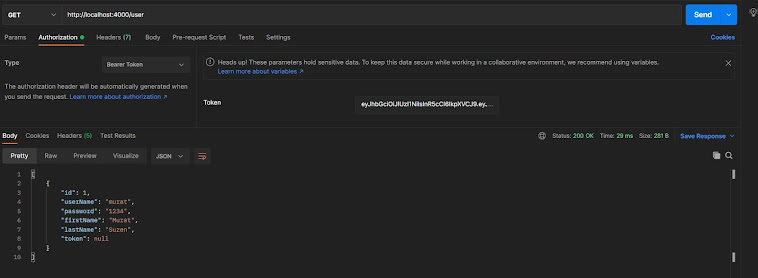 GET http://localhost:4000/user Send
Params Authorization Headers (7) Body Pre-request Script Tests Settings Cookies
Type Bearer Token
Heads up! These parameters hold sensitive data. To keep this data secure while working in a collaborative environment, we recommend using variables.
Learn more about variables ↗
The authorization header will be automatically generated when
you send the request. Learn more about authorization ↗
Token
Body Cookies Headers (5) Test Results Status: 200 OK Time: 29 ms Size: 281 B Save Response
Pretty Raw Preview Visualize JSON
1 [
2 {
3 "id": 1,
4 "userName": "murat",
5 "password": "1234",
6 "firstName": "Murat",
7 "lastName": "Suzen",
8 "token": null
9 }
10 ]